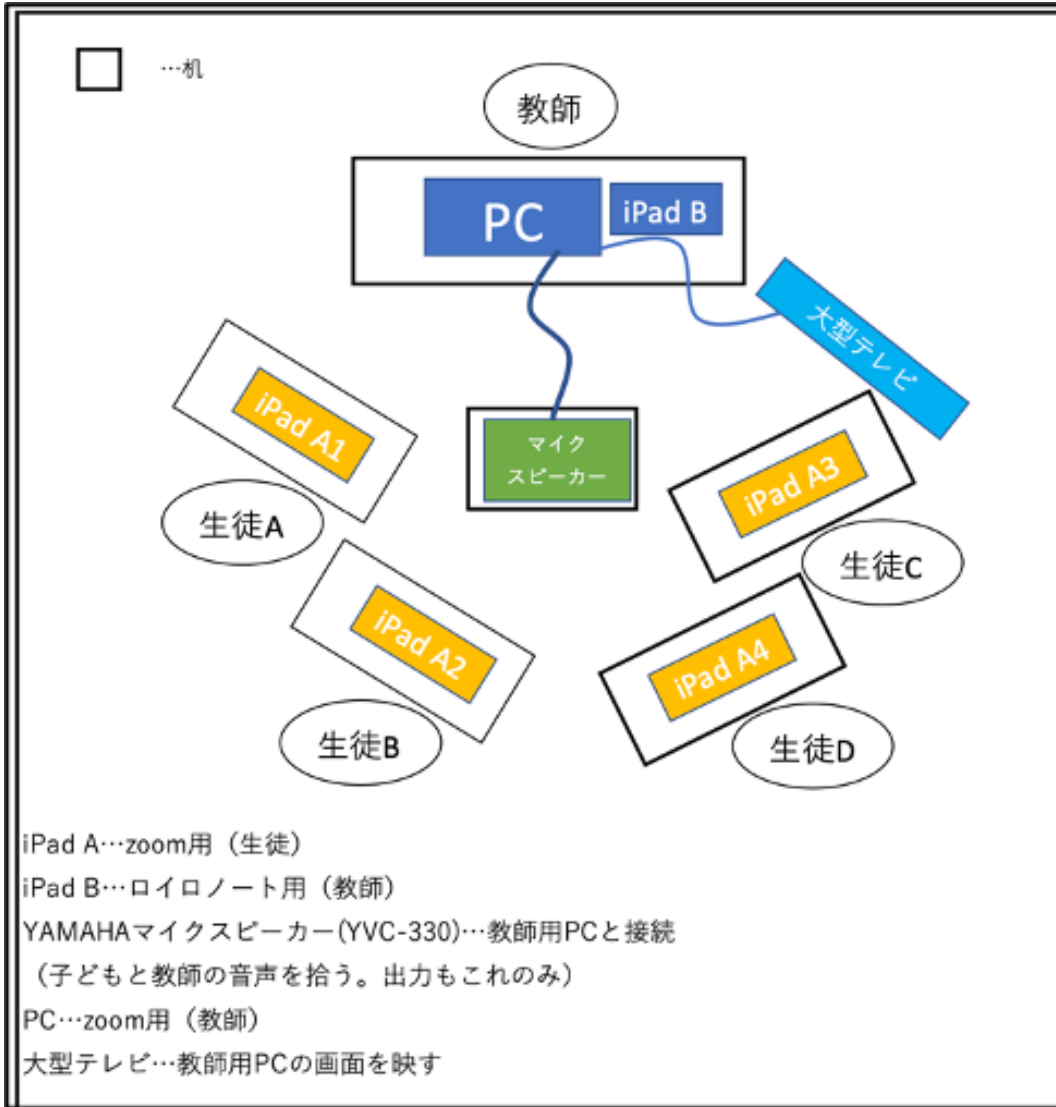 …机
教師
PC
iPad B
大型テレビ
iPad A1
マイク
スピーカー
iPad A3
生徒A
生徒C
iPad A2
iPad A4
生徒B
生徒D
iPad A…zoom用（生徒）
iPad B…ロイロノート用（教師）
YAMAHAマイクスピーカー(YVC-330)…教師用PCと接続
（子どもと教師の音声を拾う。出力もこれのみ）
PC…zoom用（教師）
大型テレビ…教師用PCの画面を映す